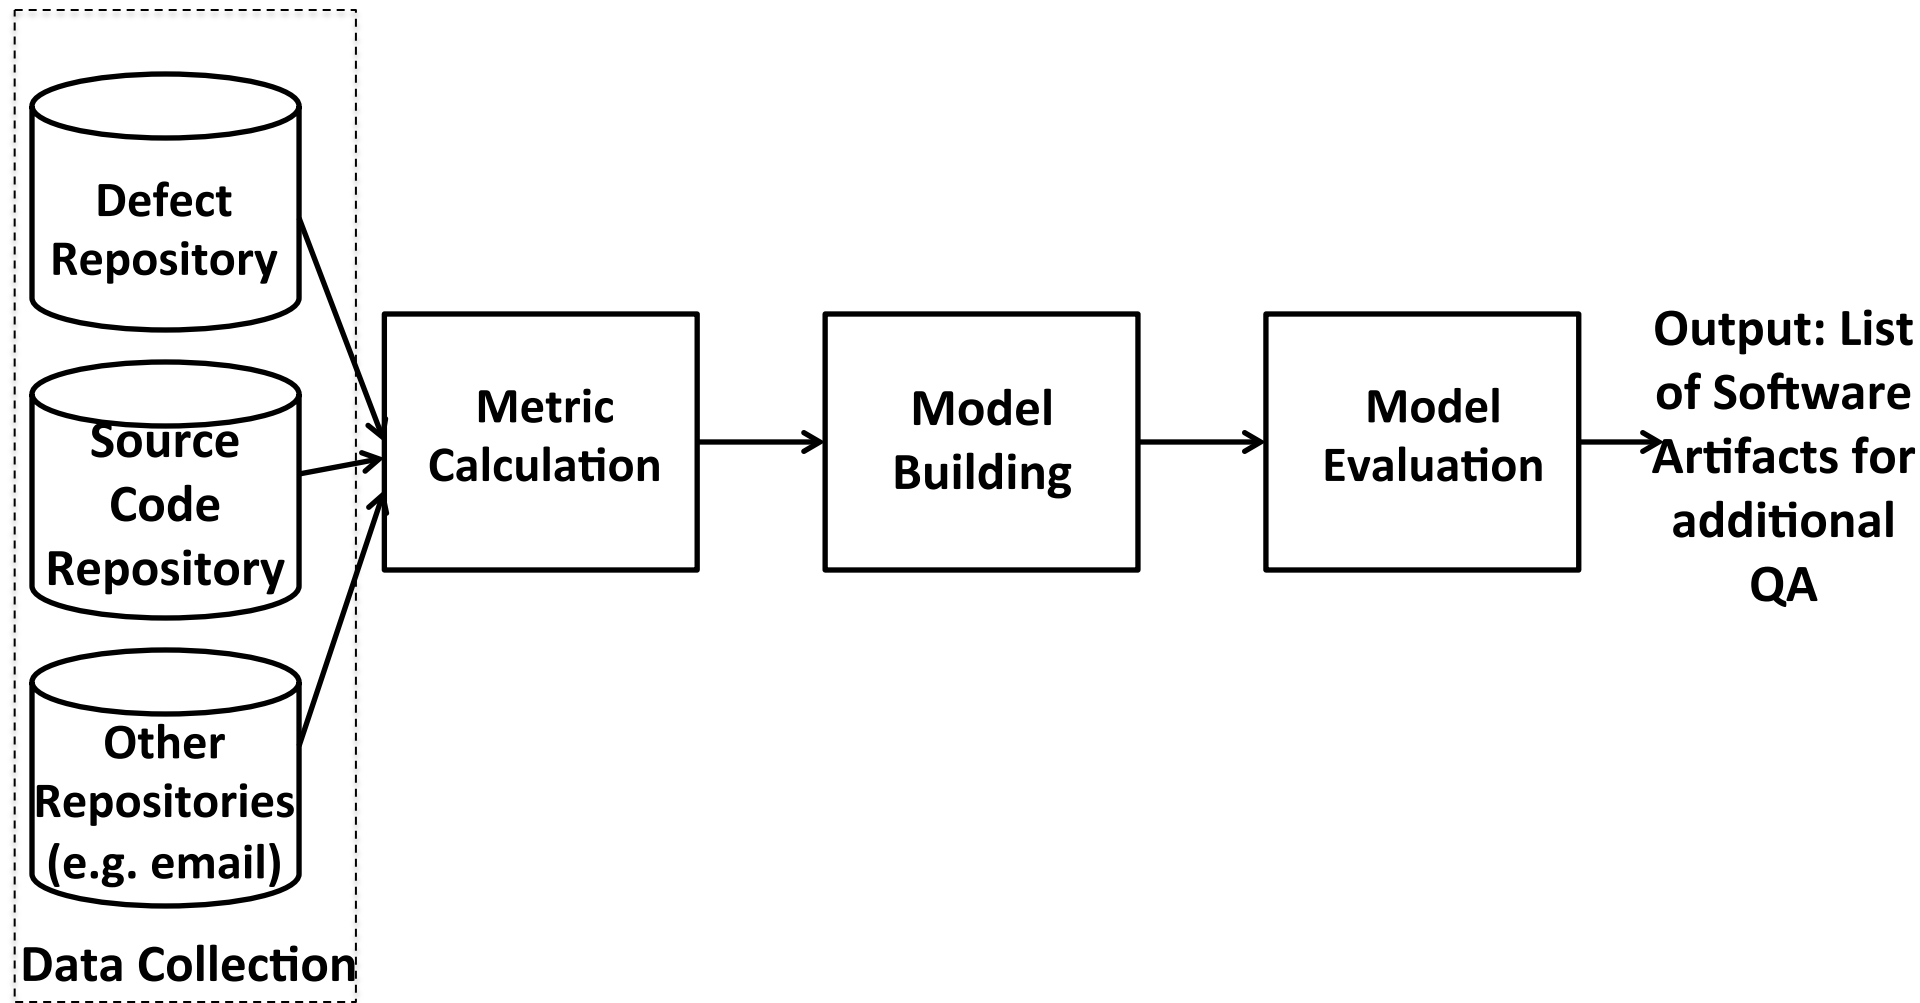 Defect
Repository
Source
Code
Repository
Other
Repositories
(e.g. email)
Data Collection
Metric
Calculation
Model
Building
Model
Evaluation
Output: List
of Software
Artifacts for
additional
QA